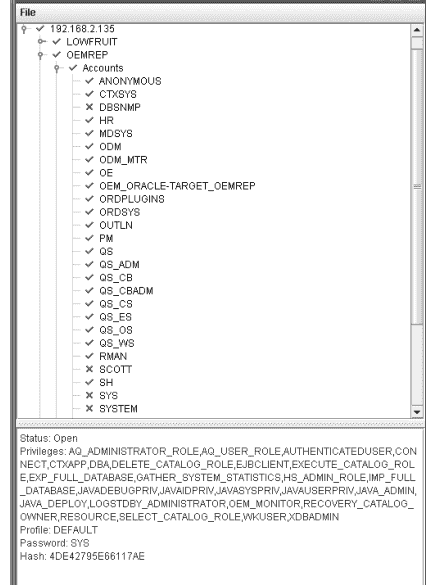 File
192.168.2.135
LOWFRUIT
OEMREP
Accounts
ANONYMOUS
CTXSYS
DBSNMP
HR
MDSYS
ODM
ODM_MTR
OE
OEM_ORACLE-TARGET_OEMREP
ORDPLUGINS
ORDSYS
OUTLN
PM
QS
QS_ADM
QS_CB
QS_CBADM
QS_CS
QS_ES
QS_OS
QS_WS
RMAN
SCOTT
SH
SYS
SYSTEM
Status: Open
Privileges: AQ_ADMINISTRATOR_ROLE,AQ_USER_ROLE,AUTHENTICATEDUSER,CON
NECT,CTXAPP,DBA,DELETE_CATALOG_ROLE,EJBCLIENT,EXECUTE_CATALOG_ROL
E,EXP_FULL_DATABASE,GATHER_SYSTEM_STATISTICS,HS_ADMIN_ROLE,IMP_FULL
_DATABASE,JAVADEBUGPRIV,JAVAIDPRIV,JAVASYSPRIV,JAVAUSERPRIV,JAVA_ADMIN,
JAVA_DEPLOY,LOGSTDBY_ADMINISTRATOR,OEM_MONITOR,RECOVERY_CATALOG_
OWNER,RESOURCE,SELECT_CATALOG_ROLE,WKUSER,XDBADMIN
Profile: DEFAULT
Password: SYS
Hash: 4DE42795E66117AE